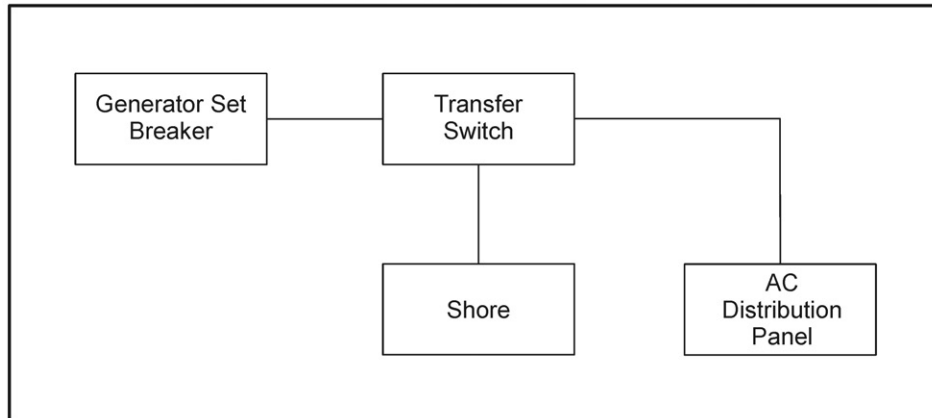 Generator Set
Breaker
Transfer
Switch
Shore
AC
Distribution
Panel